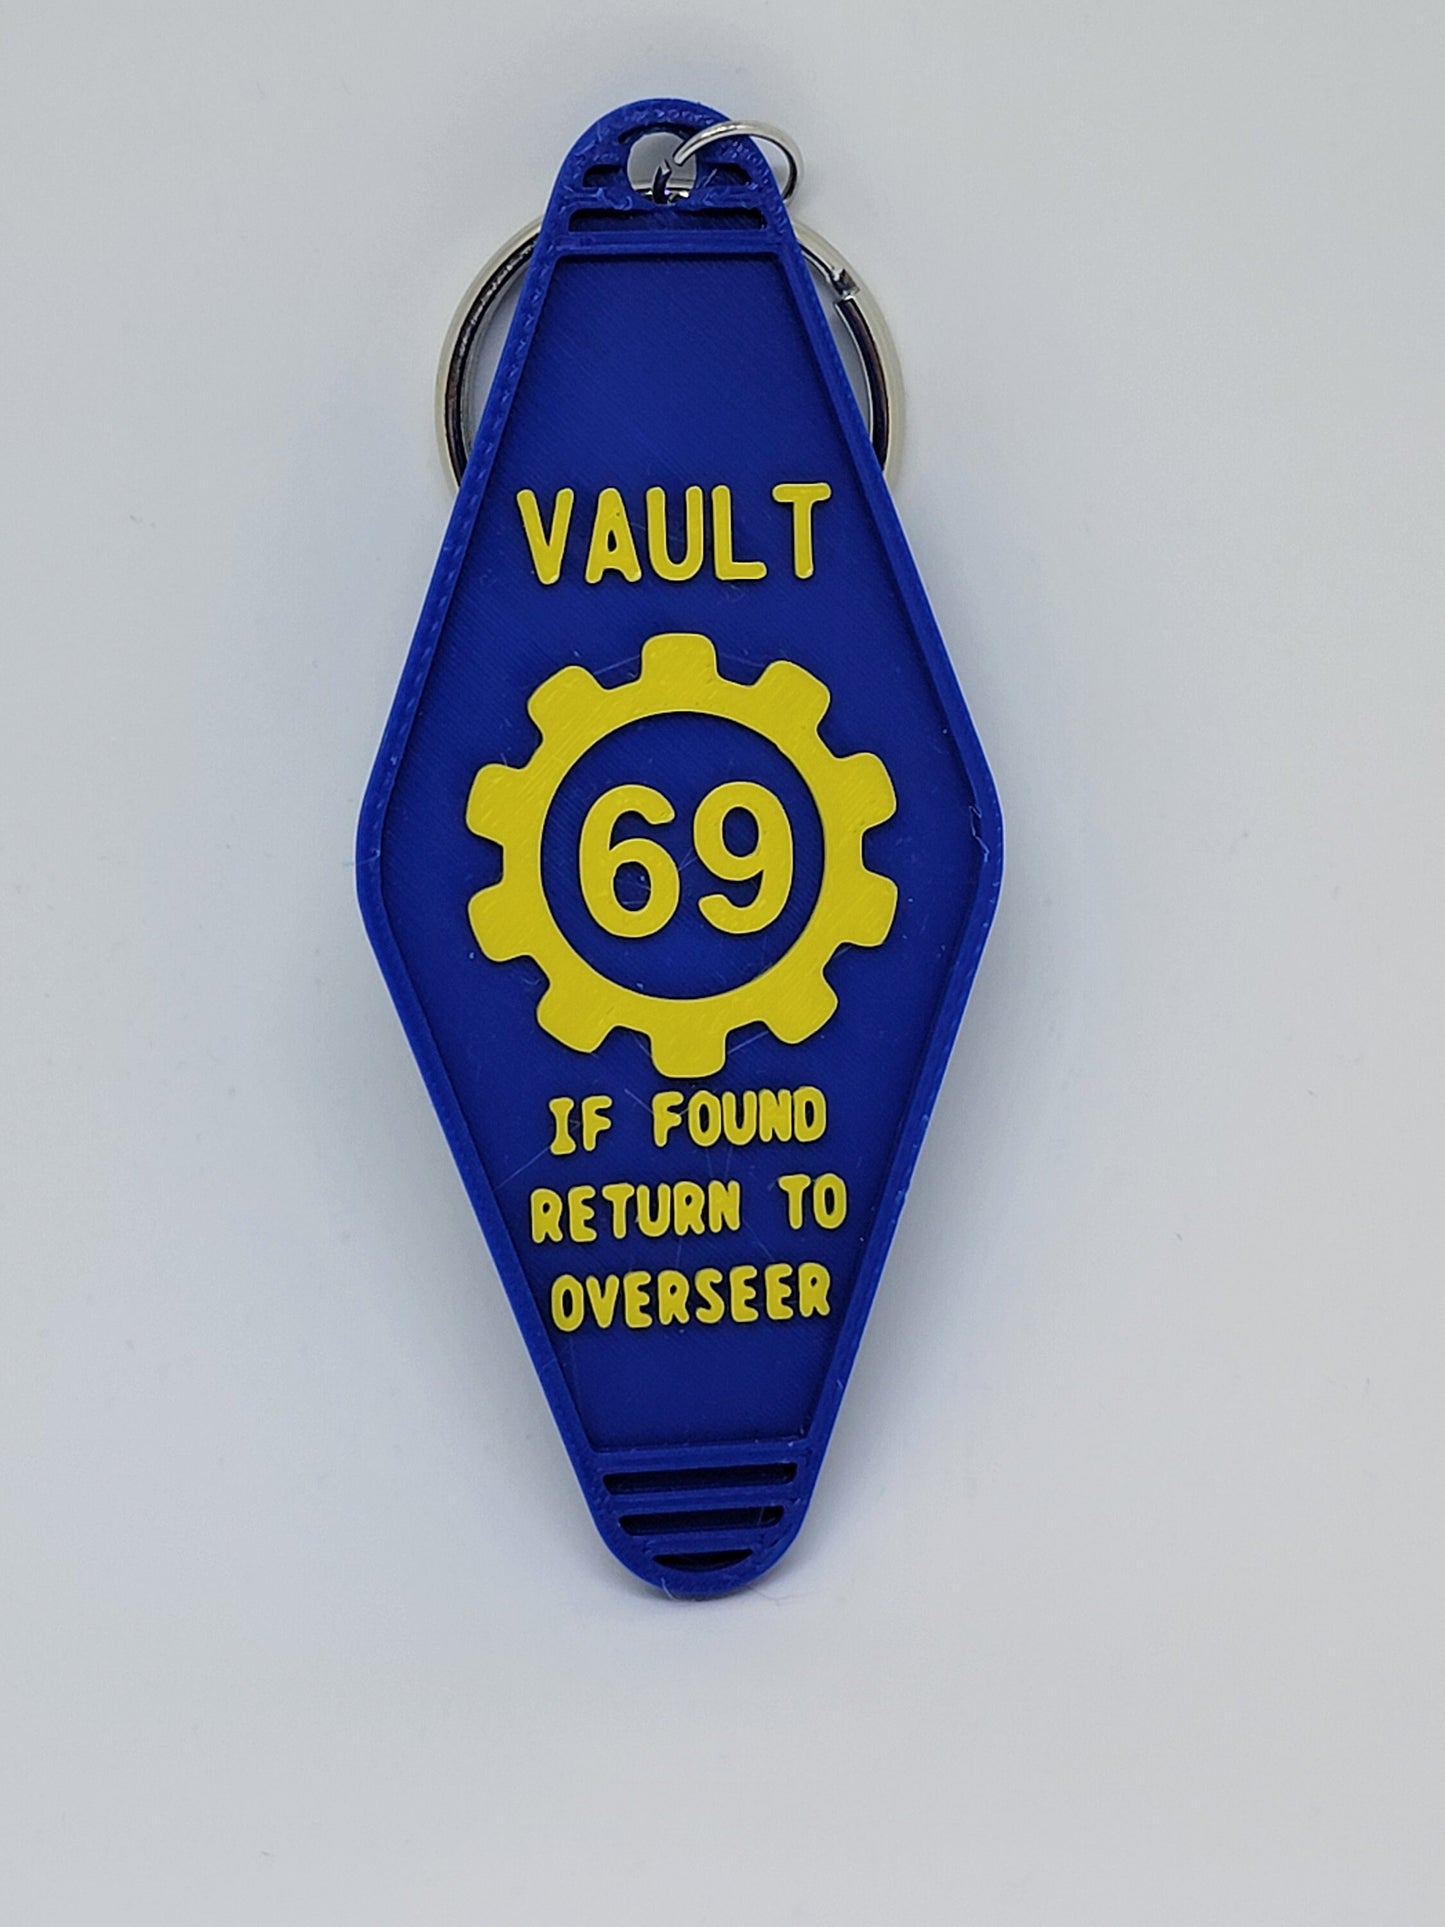 VAULT
69
IF FOUND
RETURN TO
OVERSEER